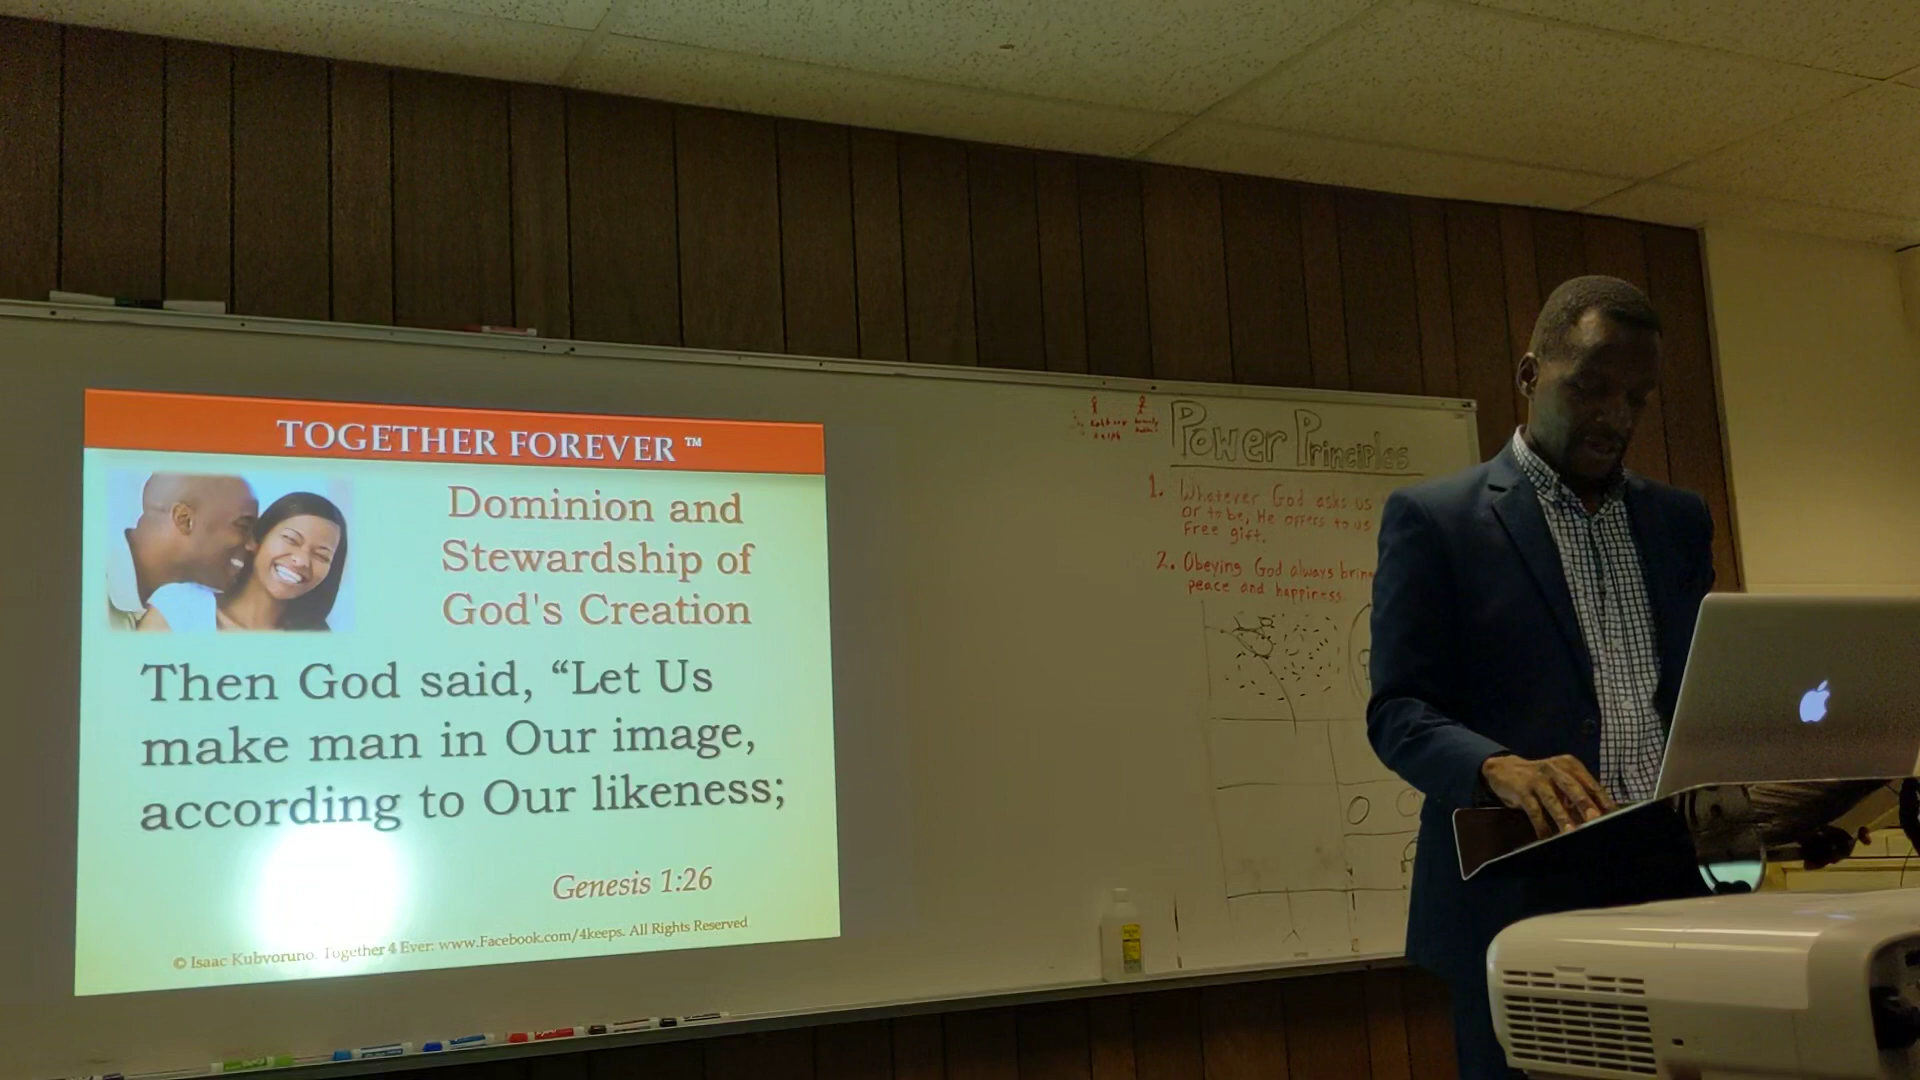 TOGETHER FOREVER ™
Dominion and
Stewardship of
God's Creation
Then God said, “Let Us
make man in Our image,
according to Our likeness;
Genesis 1:26
© Isaac Kubvoruno. Together 4 Ever: www.Facebook.com/4keeps. All Rights Reserved
Power Principles
1. Whatever God asks us
or to be, He offers to us
free gift.
2. Obeying God always brin
peace and happiness.